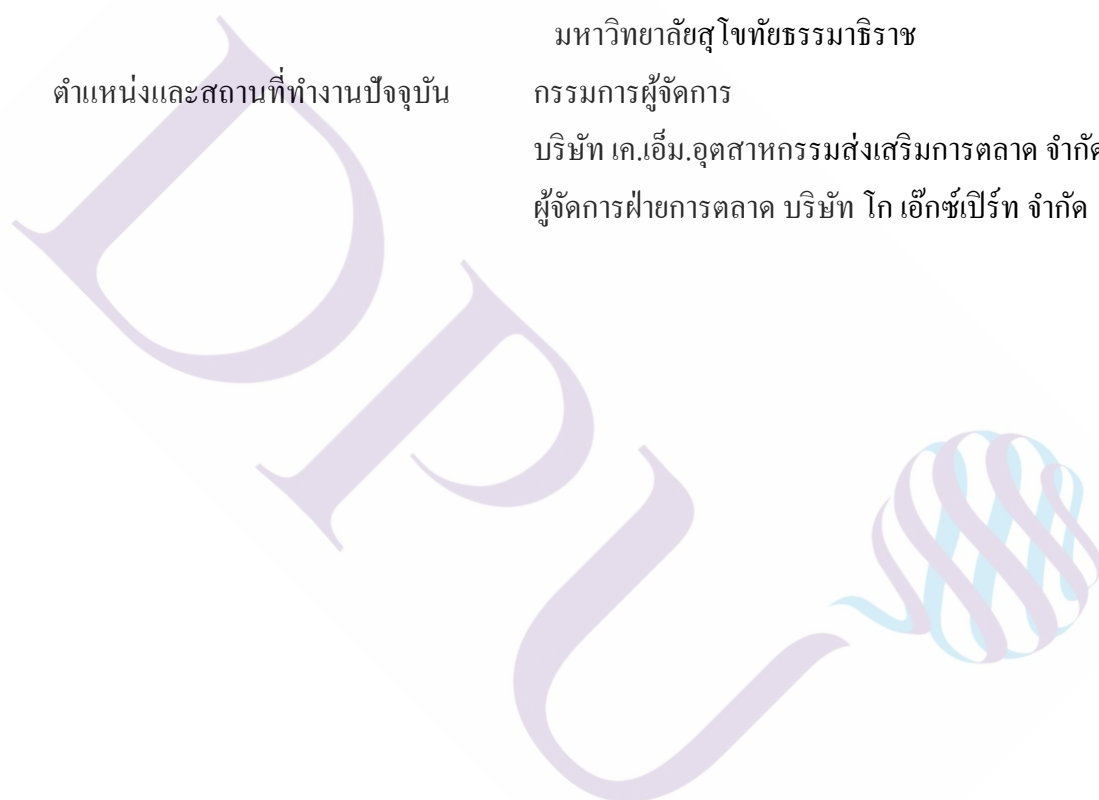 มหาวิทยาลัยสุโขทัยธรรมาธิราช
ตำแหน่งและสถานที่ทำงานปัจจุบัน กรรมการผู้จัดการ
บริษัท เค.เอ็ม.อุตสาหกรรมส่งเสริมการตลาด จำกัด
ผู้จัดการฝ่ายการตลาด บริษัท โก เอ๊กซ์เปิร์ท จำกัด
DPU